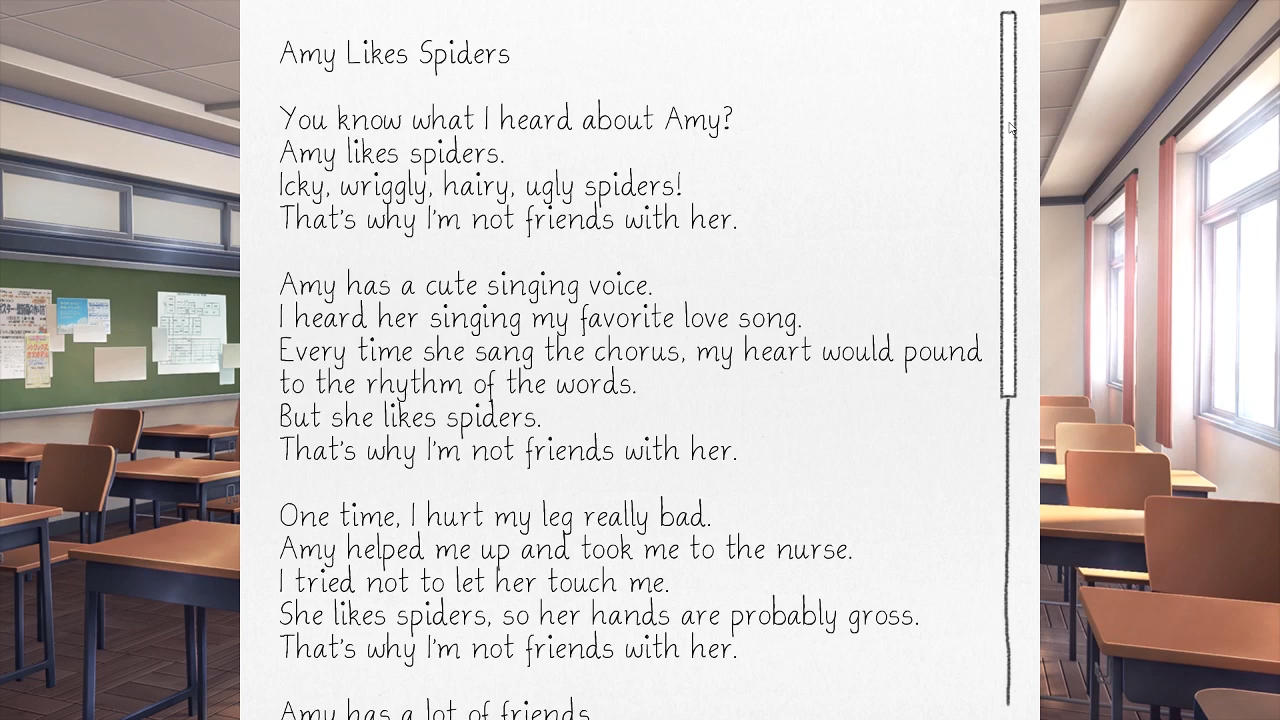 Amy Likes Spiders
You know what I heard about Amy?
Amy likes spiders.
Icky, wriggly, hairy, ugly spiders!
That's why I'm not friends with her.
Amy has a cute singing voice.
I heard her singing my favorite love song.
Every time she sang the chorus, my heart would pound
to the rhythm of the words.
But she likes spiders.
That's why I'm not friends with her.
One time, I hurt my leg really bad.
Amy helped me up and took me to the nurse.
I tried not to let her touch me.
She likes spiders, so her hands are probably gross.
That's why I'm not friends with her.
Amy has a lot of friends